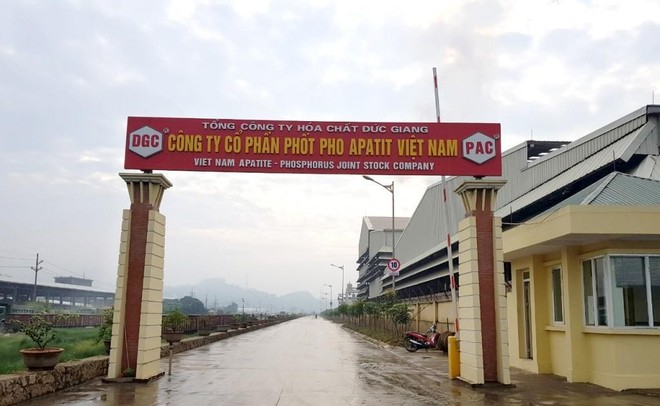 TỔNG CÔNG TY HÓA CHẤT ĐỨC GIANG
DGC CÔNG TY CỔ PHẦN PHỐT PHO APATIT VIỆT NAM PAC
VIET NAM APATITE - PHOSPHORUS JOINT STOCK COMPANY
10